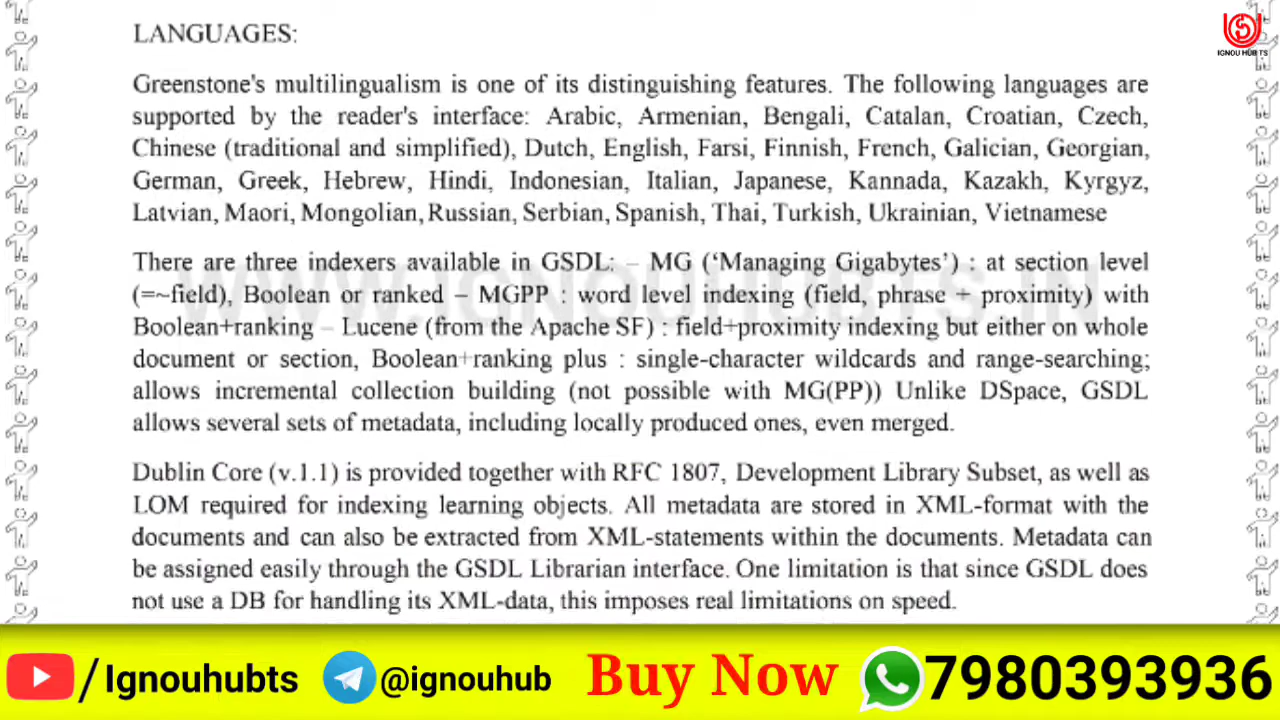 LANGUAGES:
IGNOU HUB TS
Greenstone's multilingualism is one of its distinguishing features. The following languages are
supported by the reader's interface: Arabic, Armenian, Bengali, Catalan, Croatian, Czech,
Chinese (traditional and simplified), Dutch, English, Farsi, Finnish, French, Galician, Georgian,
German, Greek, Hebrew, Hindi, Indonesian, Italian, Japanese, Kannada, Kazakh, Kyrgyz,
Latvian, Maori, Mongolian, Russian, Serbian, Spanish, Thai, Turkish, Ukrainian, Vietnamese
There are three indexers available in GSDL: – MG (‘Managing Gigabytes’) : at section level
(=~field), Boolean or ranked – MGPP : word level indexing (field, phrase + proximity) with
WWW.IGNOUHUBTS.IN
Boolean+ranking – Lucene (from the Apache SF) : field+proximity indexing but either on whole
document or section, Boolean+ranking plus : single-character wildcards and range-searching;
allows incremental collection building (not possible with MG(PP)) Unlike DSpace, GSDL
allows several sets of metadata, including locally produced ones, even merged.
Dublin Core (v.1.1) is provided together with RFC 1807, Development Library Subset, as well as
LOM required for indexing learning objects. All metadata are stored in XML-format with the
documents and can also be extracted from XML-statements within the documents. Metadata can
be assigned easily through the GSDL Librarian interface. One limitation is that since GSDL does
not use a DB for handling its XML-data, this imposes real limitations on speed.
/Ignouhubts @ignouhub Buy Now 7980393936